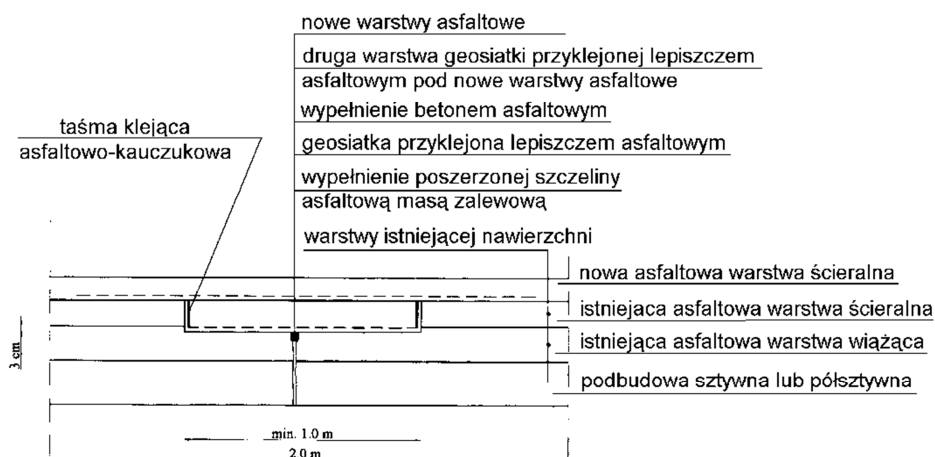 nowe warstwy asfaltowe
druga warstwa geosiatki przyklejonej lepiszczem
asfaltowym pod nowe warstwy asfaltowe
wypełnienie betonem asfaltowym
geosiatka przyklejona lepiszczem asfaltowym
wypełnienie poszerzonej szczeliny
asfaltową masą zalewową
warstwy istniejącej nawierzchni
taśma klejąca
asfaltowo-kauczukowa
nowa asfaltowa warstwa ścieralna
istniejaca asfaltowa warstwa ścieralna
istniejąca asfaltowa warstwa wiążąca
podbudowa sztywna lub półsztywna
3 cm
min. 1.0 m
2.0 m